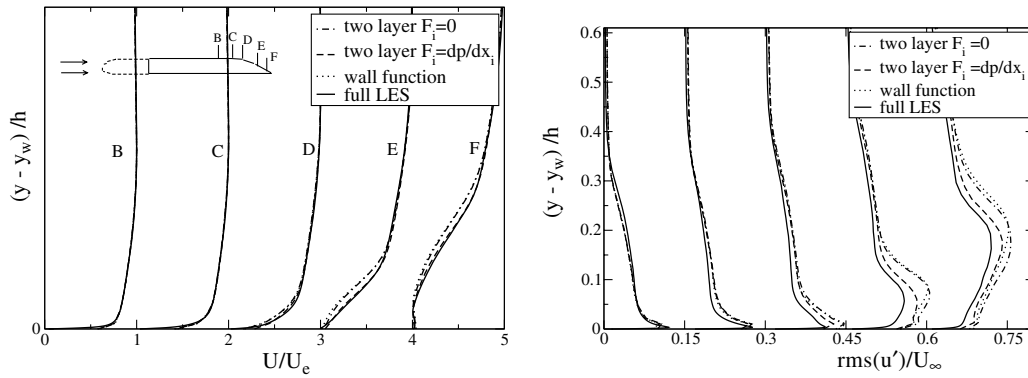 two layer F_i=0
two layer F_i=dp/dx_i
wall function
full LES
B C D E F
B
C
D
E
F
(y - y_w) /h
0
0 1 2 3 4 5
U/U_e
two layer F_i =0
two layer F_i =dp/dx_i
wall function
full LES
(y - y_w) /h
0.6
0.5
0.4
0.3
0.2
0.1
0
0 0.15 0.3 0.45 0.6 0.75
rms(u')/U_∞